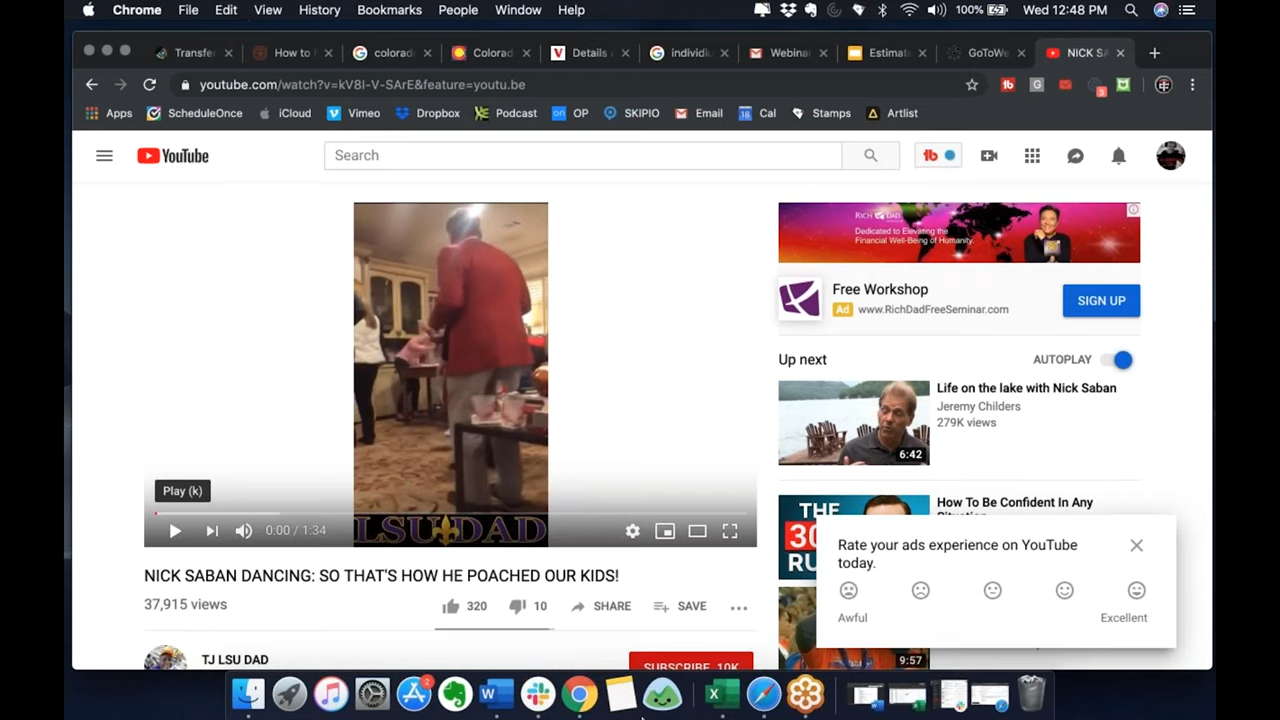 Chrome File Edit View History Bookmarks People Window Help 100% Wed 12:48 PM
Transfer How to colorad Colorad Details Google individiu Webinar Estimate GoToWe NICK SA
youtube.com/watch?v=kV8I-V-SArE&feature=youtu.be
Apps ScheduleOnce iCloud Vimeo Dropbox Podcast OP SKIPIO Email Cal Stamps Artlist
YouTube
Search
RICH DAD
Dedicated to Elevating the
Financial Well-Being of Humanity.
Free Workshop
Ad www.RichDadFreeSeminar.com
SIGN UP
Up next
AUTOPLAY
Life on the lake with Nick Saban
Jeremy Childers
279K views
6:42
How To Be Confident In Any
THE
Rate your ads experience on YouTube
today.
Awful Excellent
9:57
Play (k)
0:00 / 1:34
LSU DAD
NICK SABAN DANCING: SO THAT'S HOW HE POACHED OUR KIDS!
37,915 views
320 10 SHARE SAVE
TJ LSU DAD
SUBSCRIBE 10K